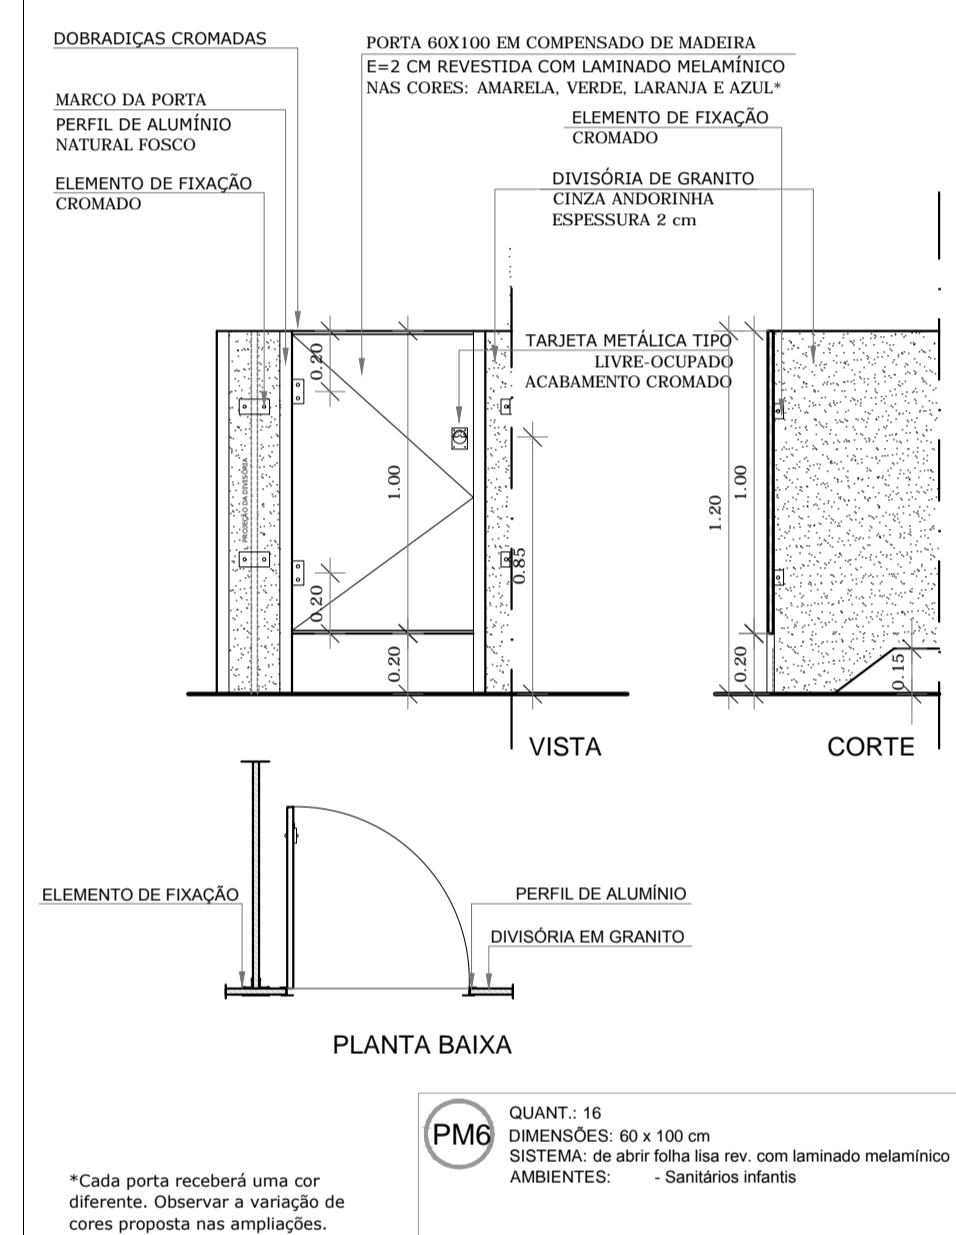 DOBRADIÇAS CROMADAS
PORTA 60X100 EM COMPENSADO DE MADEIRA
E=2 CM REVESTIDA COM LAMINADO MELAMÍNICO
NAS CORES: AMARELA, VERDE, LARANJA E AZUL*
MARCO DA PORTA
PERFIL DE ALUMÍNIO
NATURAL FOSCO
ELEMENTO DE FIXAÇÃO
CROMADO
ELEMENTO DE FIXAÇÃO
CROMADO
DIVISÓRIA DE GRANITO
CINZA ANDORINHA
ESPESSURA 2 cm
TARJETA METÁLICA TIPO
LIVRE-OCUPADO
ACABAMENTO CROMADO
0.20
1.00
PROJEÇÃO DA DIVISÓRIA
0.20
0.20
0.85
1.20
1.00
0.20
0.15
VISTA
CORTE
ELEMENTO DE FIXAÇÃO
PERFIL DE ALUMÍNIO
DIVISÓRIA EM GRANITO
PLANTA BAIXA
PM6
QUANT.: 16
DIMENSÕES: 60 x 100 cm
SISTEMA: de abrir folha lisa rev. com laminado melamínico
AMBIENTES: - Sanitários infantis
*Cada porta receberá uma cor
diferente. Observar a variação de
cores proposta nas ampliações.